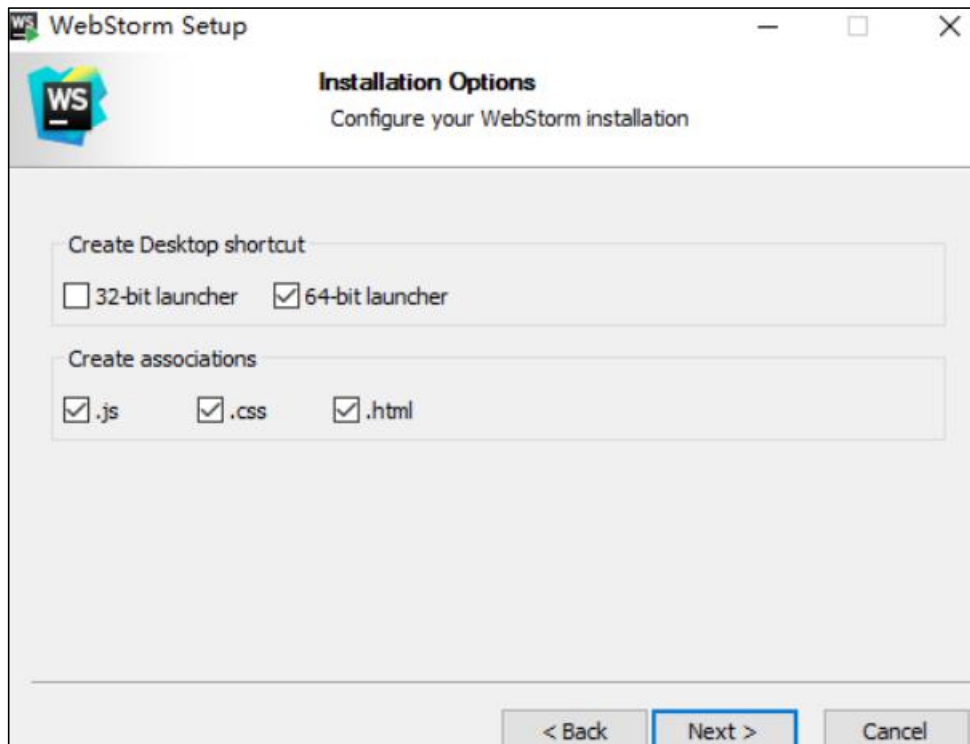 WS WebStorm Setup
WS
Installation Options
Configure your WebStorm installation
Create Desktop shortcut
32-bit launcher 64-bit launcher
Create associations
.js .css .html
< Back Next > Cancel